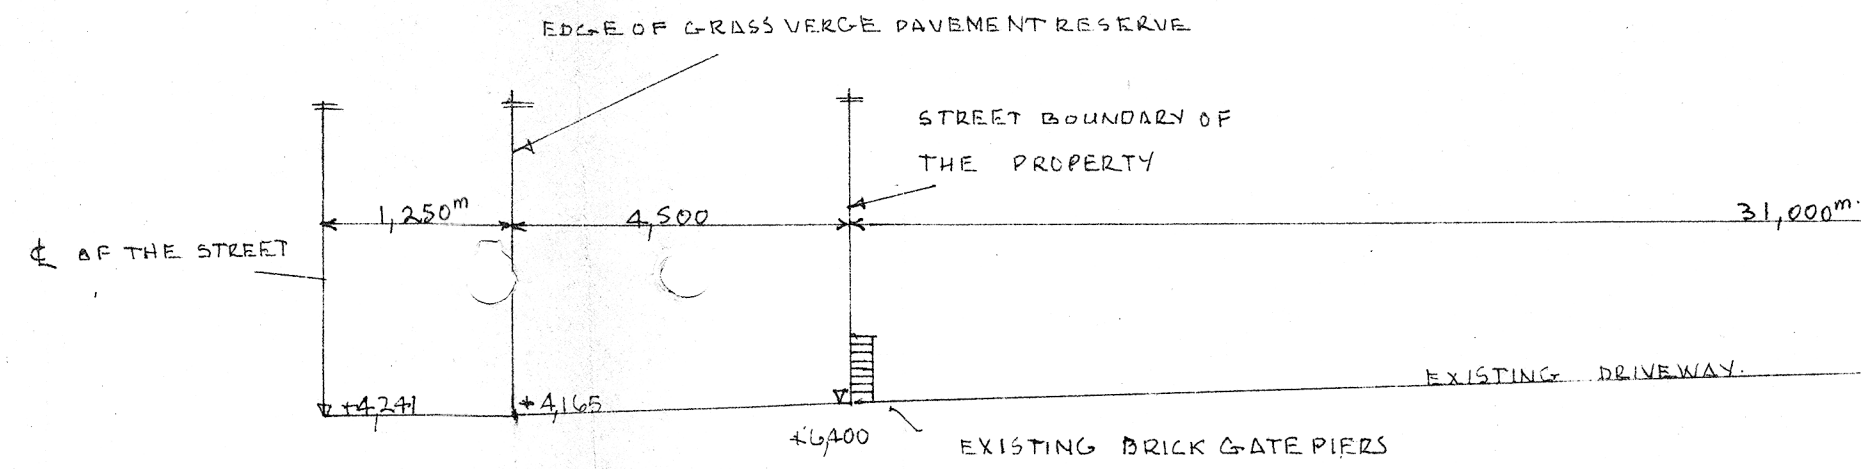 EDGE OF GRASS VERGE PAVEMENT RESERVE
STREET BOUNDARY OF
THE PROPERTY
1,250m
4,500
31,000m.
℄ OF THE STREET
EXISTING DRIVEWAY.
+4,241
+4,165
+6,400
EXISTING BRICK GATE PIERS